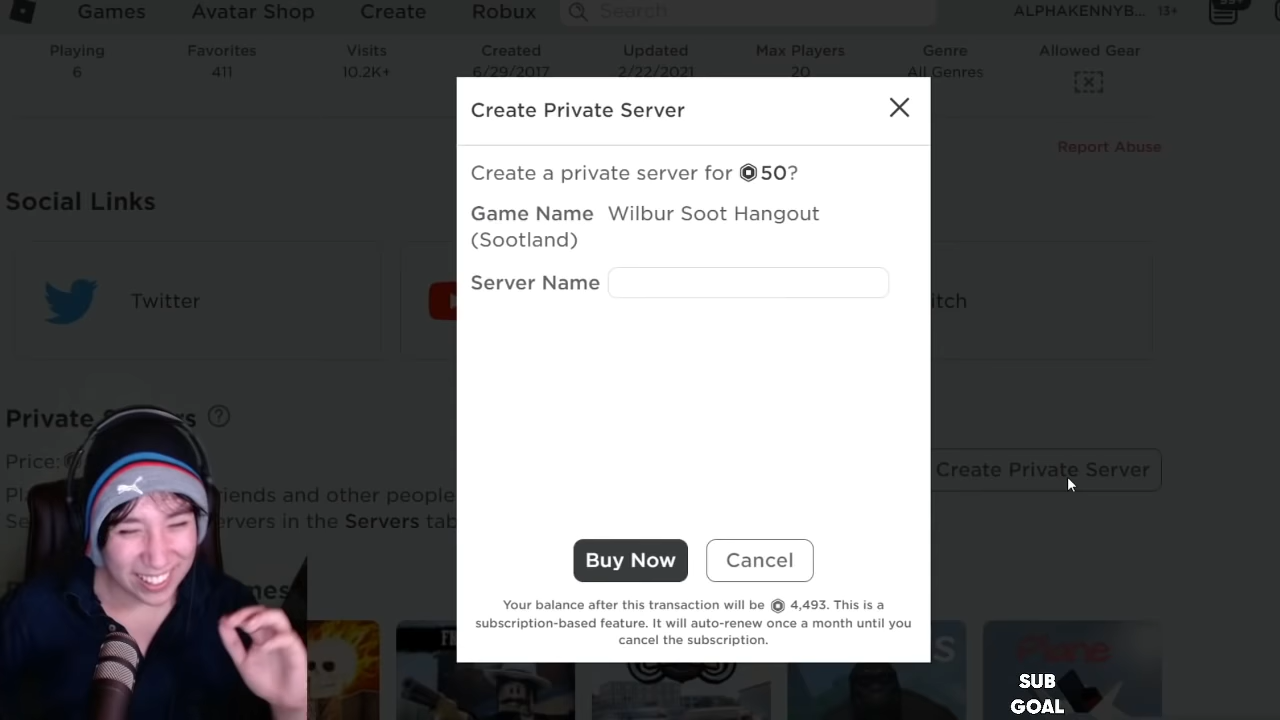 Games Avatar Shop Create Robux Search ALPHAKENNYB... 13+
Playing Favorites Visits Created Updated Max Players Genre Allowed Gear
6 411 10.2K+ 6/29/2017 2/22/2021 20 All Genres
Create Private Server
Report Abuse
Create a private server for 50?
Social Links
Game Name Wilbur Soot Hangout
(Sootland)
Server Name
Twitter
Private
Price:
Create Private Server
friends and other people
servers in the Servers
Buy Now Cancel
Your balance after this transaction will be 4,493. This is a
subscription-based feature. It will auto-renew once a month until you
cancel the subscription.
Plane
SUB
GOAL